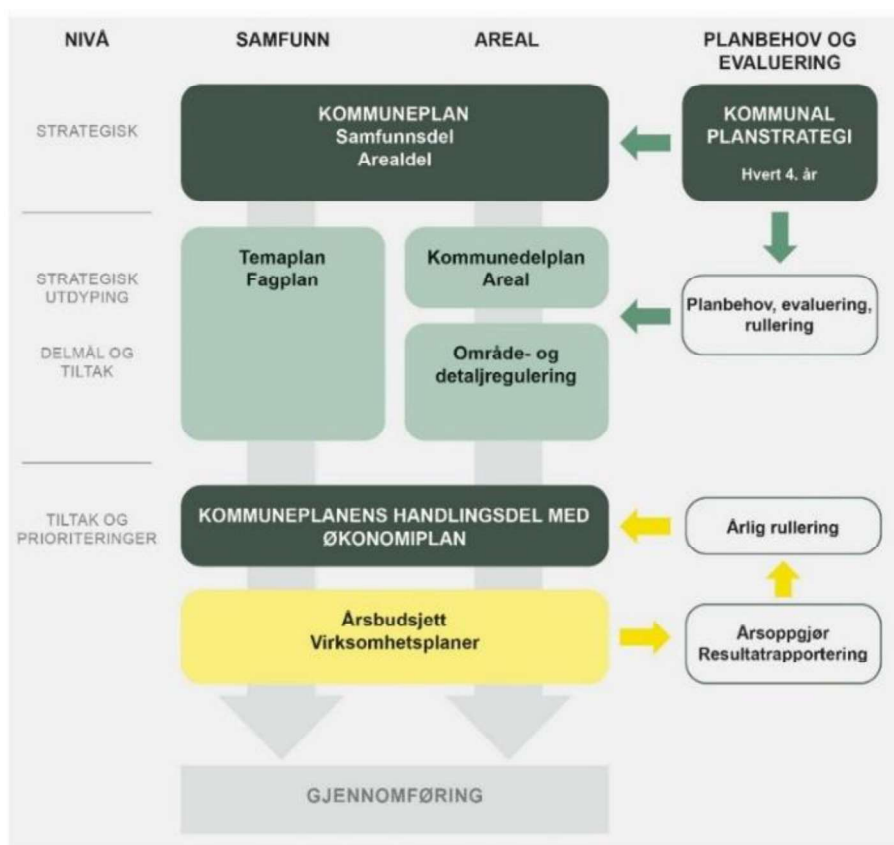 NIVÅ
SAMFUNN
AREAL
PLANBEHOV OG
EVALUERING
STRATEGISK
KOMMUNEPLAN
Samfunnsdel
Arealdel
KOMMUNAL
PLANSTRATEGI
Hvert 4. år
STRATEGISK
UTDYPING
DELMÅL OG
TILTAK
Temaplan
Fagplan
Kommunedelplan
Areal
Område- og
detaljregulering
Planbehov, evaluering,
rullering
TILTAK OG
PRIORITERINGER
KOMMUNEPLANENS HANDLINGSDEL MED
ØKONOMIPLAN
Årlig rullering
Årsbudsjett
Virksomhetsplaner
Årsoppgjør
Resultatrapportering
GJENNOMFØRING